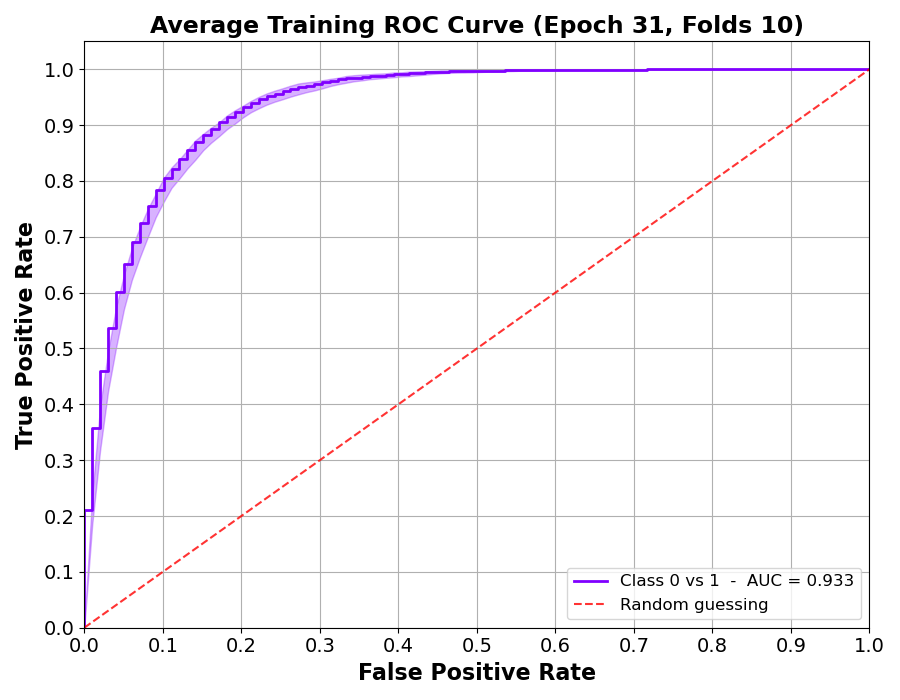 Average Training ROC Curve (Epoch 31, Folds 10)
True Positive Rate
1.0
0.9
0.8
0.7
0.6
0.5
0.4
0.3
0.2
0.1
0.0
Class 0 vs 1 - AUC = 0.933
Random guessing
0.0 0.1 0.2 0.3 0.4 0.5 0.6 0.7 0.8 0.9 1.0
False Positive Rate